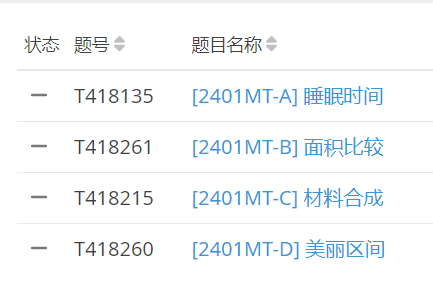 状态 题号 题目名称
T418135 [2401MT-A] 睡眠时间
T418261 [2401MT-B] 面积比较
T418215 [2401MT-C] 材料合成
T418260 [2401MT-D] 美丽区间